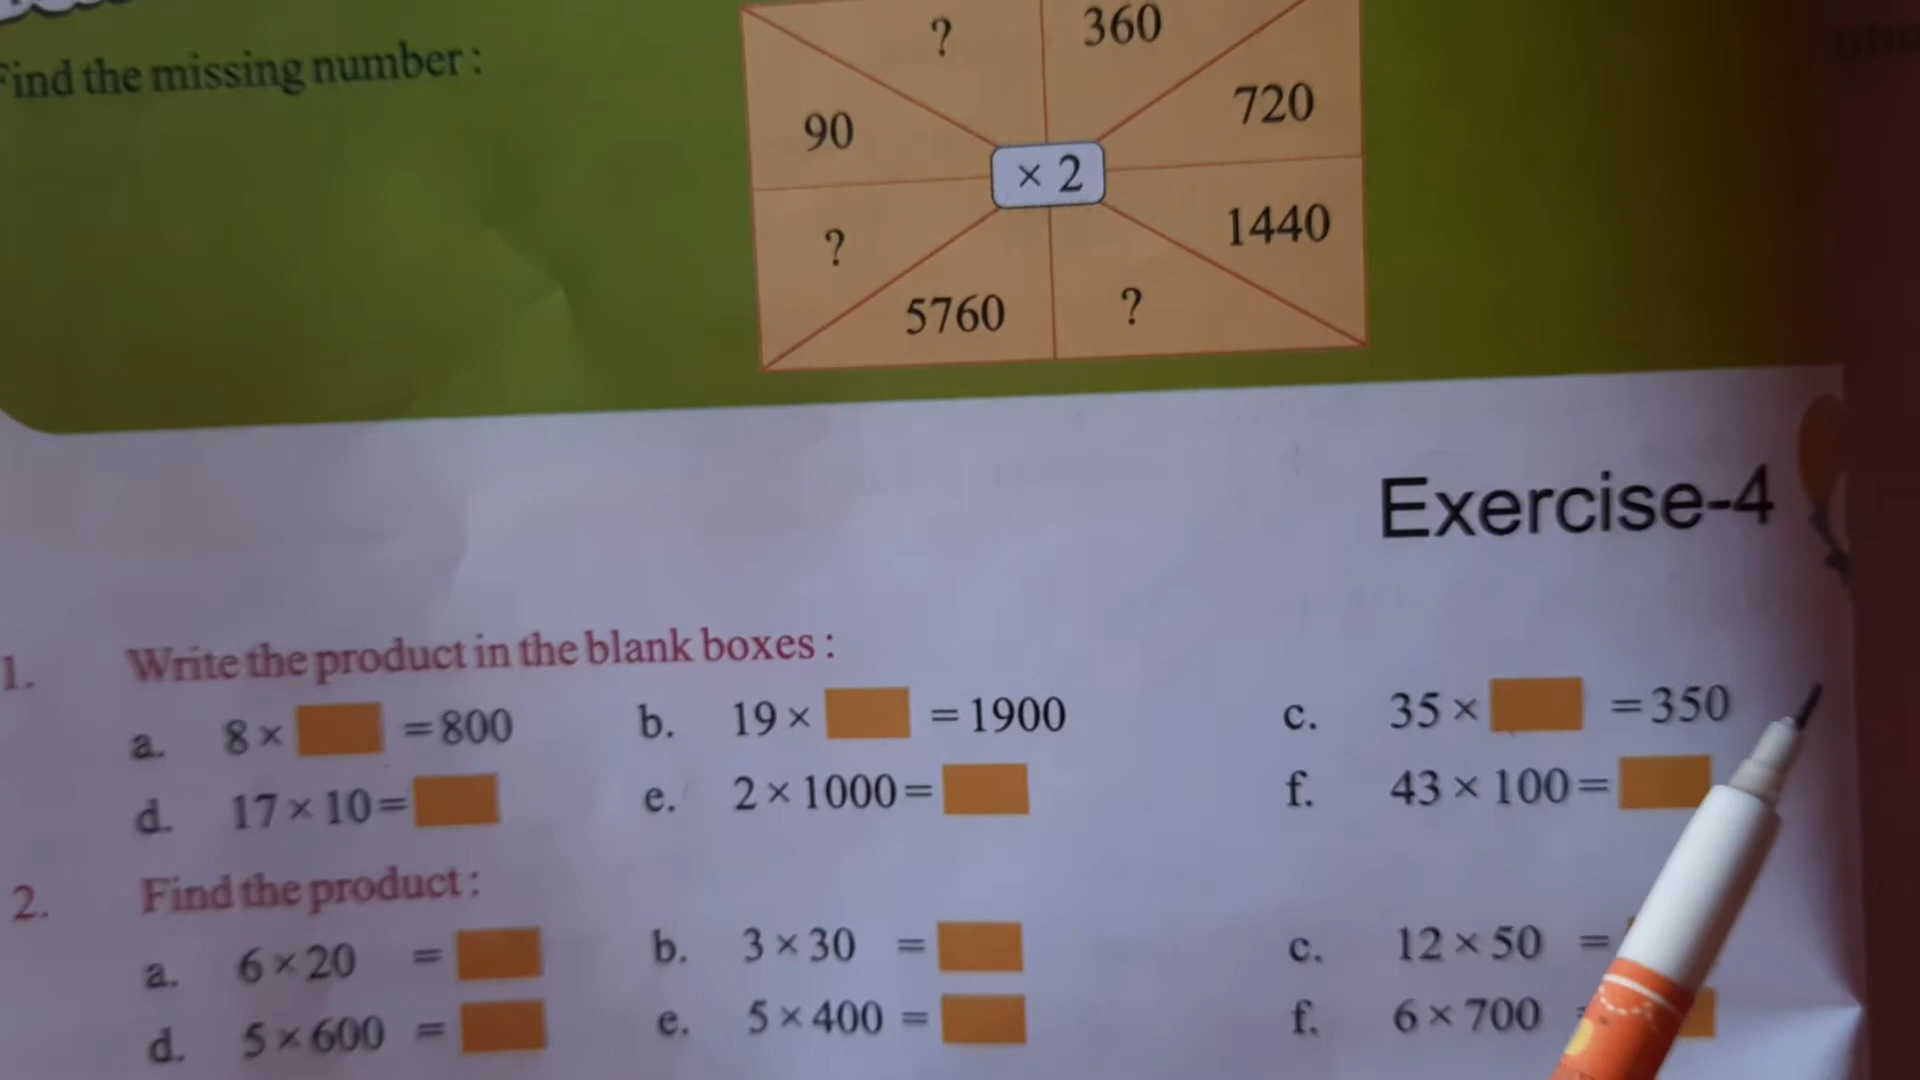 Find the missing number :
? 360
90 720
× 2
? 1440
5760 ?
Exercise-4
1. Write the product in the blank boxes :
a. 8 × = 800 b. 19 × = 1900 c. 35 × = 350
d. 17 × 10 = e. 2 × 1000 = f. 43 × 100 =
2. Find the product :
a. 6 × 20 = b. 3 × 30 = c. 12 × 50 =
d. 5 × 600 = e. 5 × 400 = f. 6 × 700 =